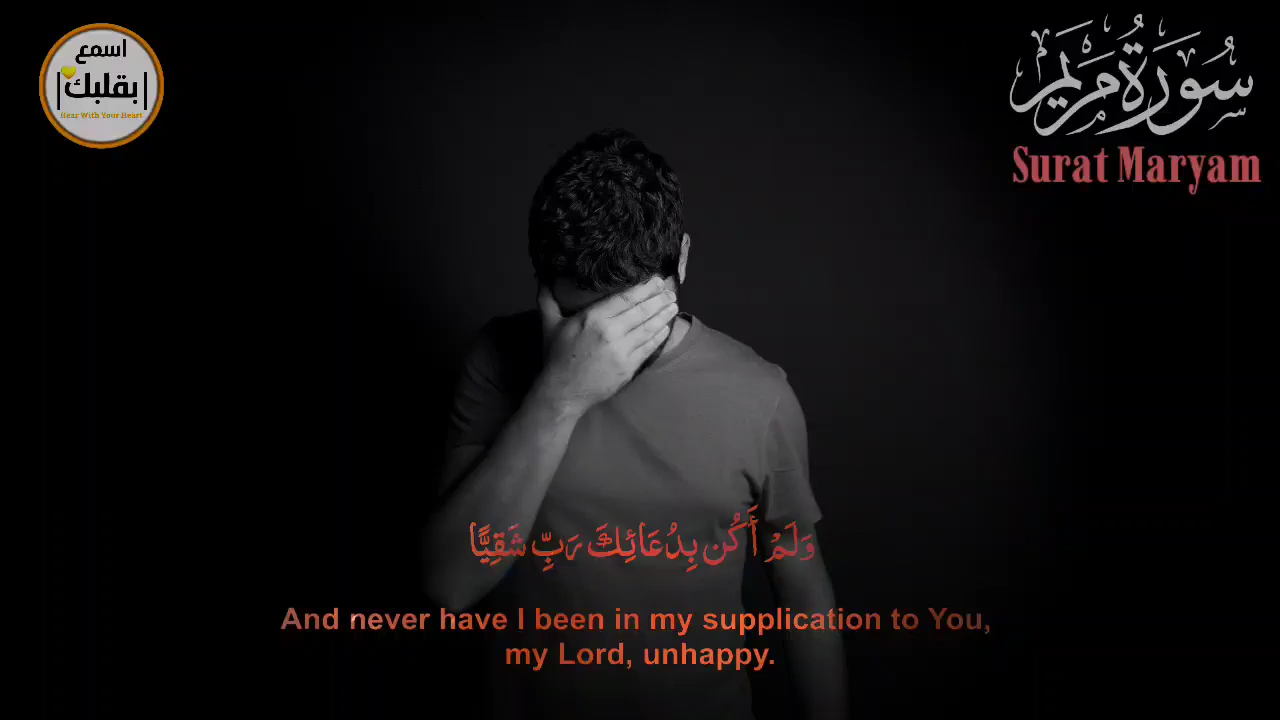 اسمع
بقلبك
Hear With Your Heart
سُورَةُ مَرْيَمَ
Surat Maryam
وَلَمْ أَكُن بِدُعَائِكَ رَبِّ شَقِيًّا
And never have I been in my supplication to You,
my Lord, unhappy.